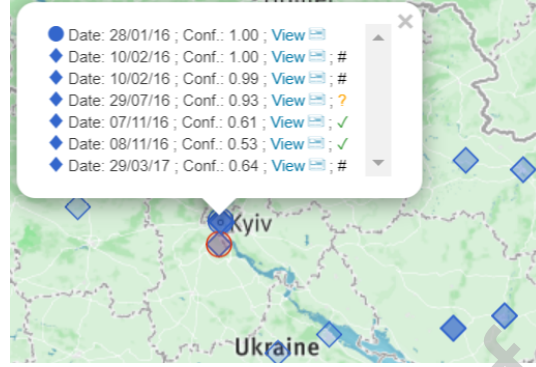 Date: 28/01/16 ; Conf.: 1.00 ; View
Date: 10/02/16 ; Conf.: 1.00 ; View ; #
Date: 10/02/16 ; Conf.: 0.99 ; View ; #
Date: 29/07/16 ; Conf.: 0.93 ; View ; ?
Date: 07/11/16 ; Conf.: 0.61 ; View ; ✓
Date: 08/11/16 ; Conf.: 0.53 ; View ; ✓
Date: 29/03/17 ; Conf.: 0.64 ; View ; #
Kyiv
Ukraine